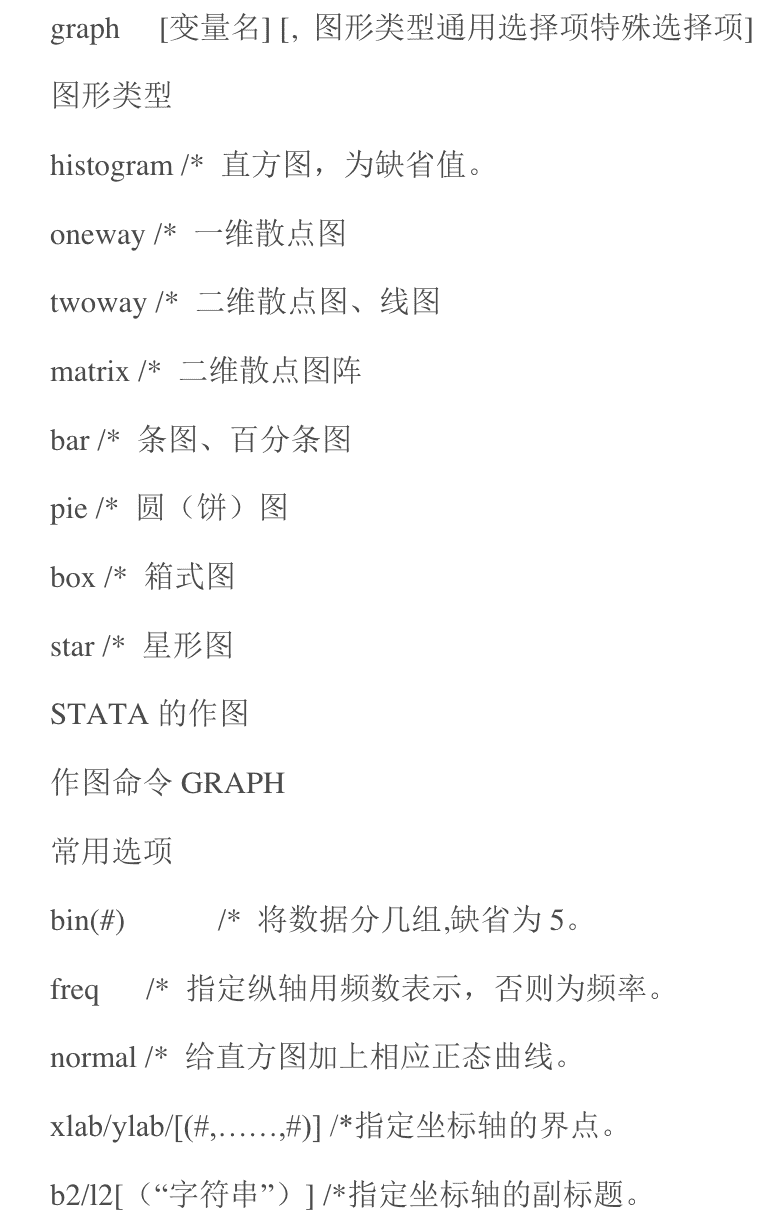 graph [变量名] [, 图形类型通用选择项特殊选择项]
图形类型
histogram /* 直方图，为缺省值。
oneway /* 一维散点图
twoway /* 二维散点图、线图
matrix /* 二维散点图阵
bar /* 条图、百分条图
pie /* 圆（饼）图
box /* 箱式图
star /* 星形图
STATA 的作图
作图命令 GRAPH
常用选项
bin(#) /* 将数据分几组,缺省为 5。
freq /* 指定纵轴用频数表示，否则为频率。
normal /* 给直方图加上相应正态曲线。
xlab/ylab/[(#,……,#)] /*指定坐标轴的界点。
b2/l2[（“字符串”）] /*指定坐标轴的副标题。